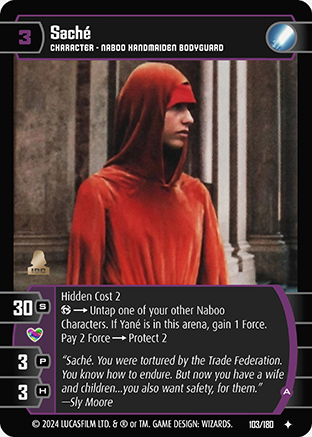 3
Saché
CHARACTER - NABOO HANDMAIDEN BODYGUARD
IDC
30 S
3 P
3 H
Hidden Cost 2
→ Untap one of your other Naboo
Characters. If Yané is in this arena, gain 1 Force.
Pay 2 Force → Protect 2
“Saché. You were tortured by the Trade Federation.
You know how to endure. But now you have a wife
and children...you also want safety, for them.”
—Sly Moore
A
© 2024 LUCASFILM LTD. & ® or TM. GAME DESIGN: WIZARDS. 103/180